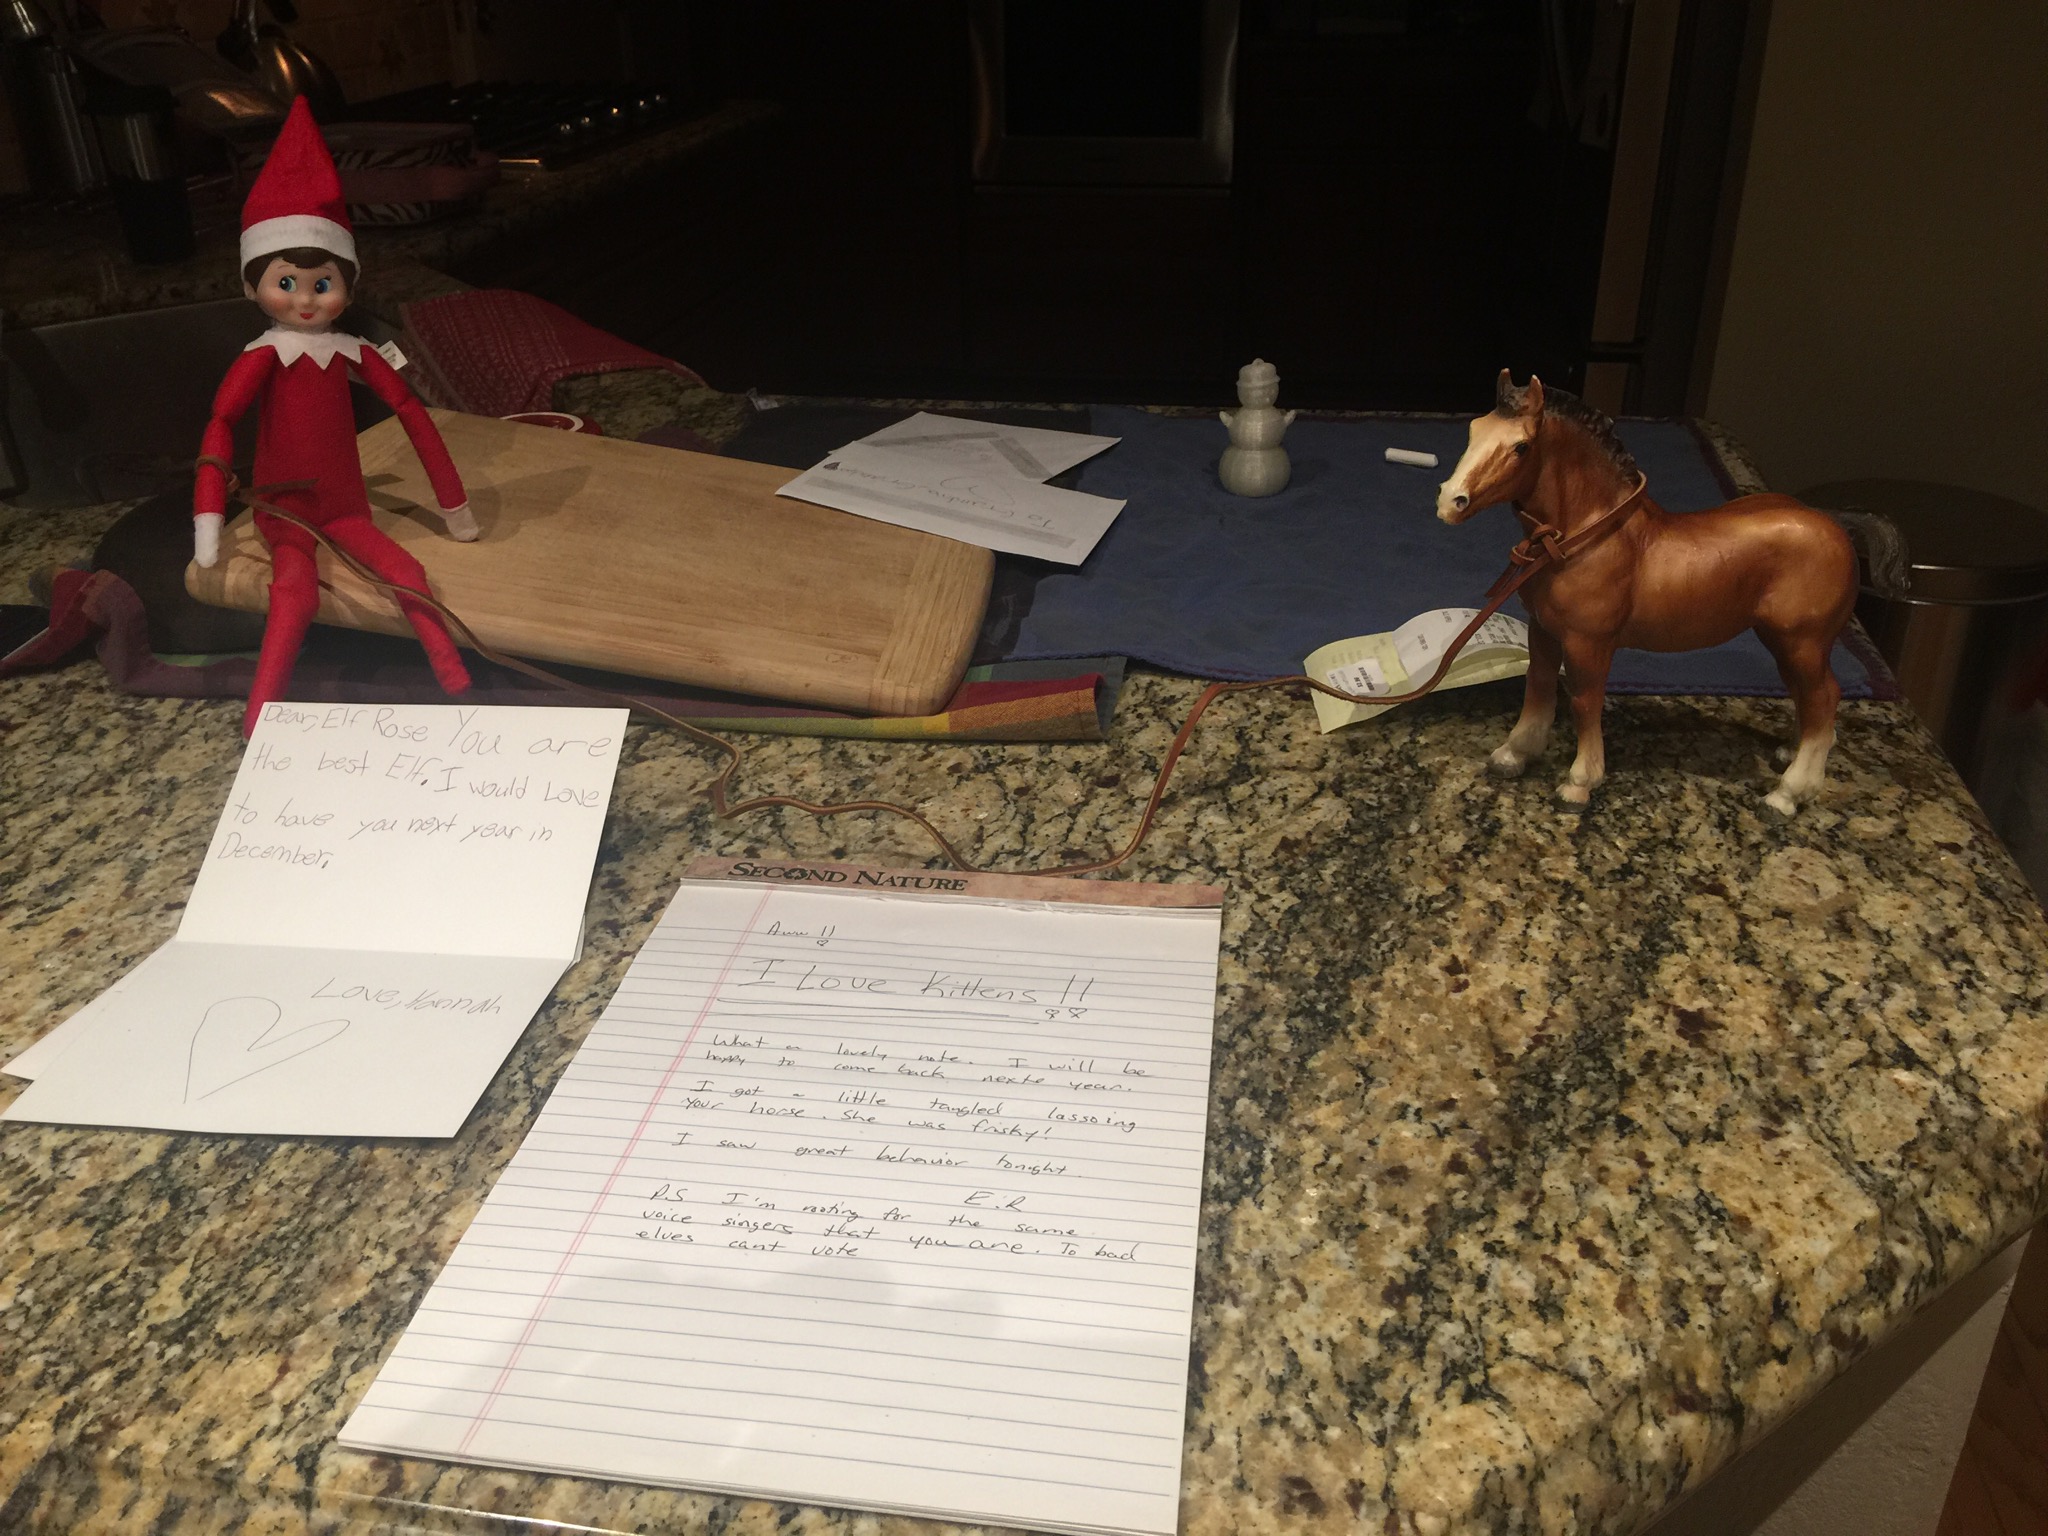 Dear, Elf Rose You are
the best Elf. I would Love
to have you next year in
December.
Love, Hannah
SECOND NATURE
Aww !!
I Love Kittens !!
What a lovely note. I will be
happy to come back nexte year.
I got a little tangled lassoing
your horse. She was frisky!
I saw great behavior tonight.
E.R
P.S I'm rooting for the same
voice singers that you are. To bad
elves cant vote
To Grandma